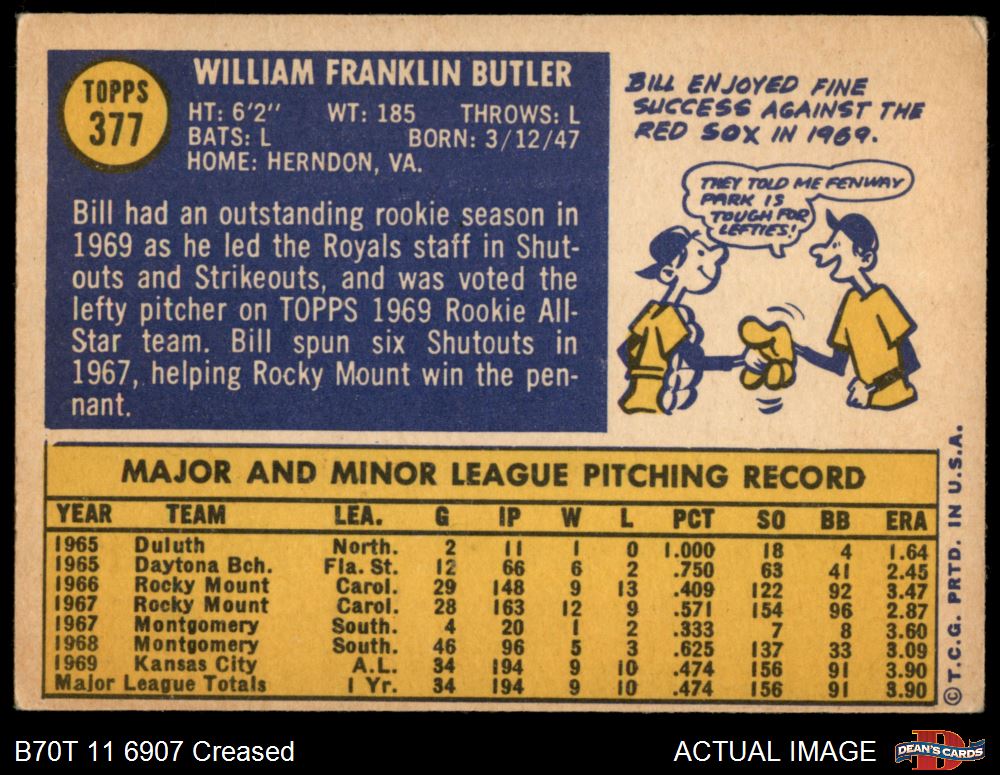 TOPPS
377
WILLIAM FRANKLIN BUTLER
HT: 6'2" WT: 185 THROWS: L
BATS: L BORN: 3/12/47
HOME: HERNDON, VA.
Bill had an outstanding rookie season in
1969 as he led the Royals staff in Shut-
outs and Strikeouts, and was voted the
lefty pitcher on TOPPS 1969 Rookie All-
Star team. Bill spun six Shutouts in
1967, helping Rocky Mount win the pen-
nant.
BILL ENJOYED FINE
SUCCESS AGAINST THE
RED SOX IN 1969.
THEY TOLD ME FENWAY
PARK IS
TOUGH FOR
LEFTIES!
MAJOR AND MINOR LEAGUE PITCHING RECORD
YEAR TEAM LEA. G IP W L PCT SO BB ERA
1965 Duluth North. 2 11 1 0 1.000 18 4 1.64
1965 Daytona Bch. Fla. St. 12 66 6 2 .750 63 41 2.45
1966 Rocky Mount Carol. 29 148 9 13 .409 122 92 3.47
1967 Rocky Mount Carol. 28 163 12 9 .571 154 96 2.87
1967 Montgomery South. 4 20 1 2 .333 7 8 3.60
1968 Montgomery South. 46 96 5 3 .625 137 33 3.09
1969 Kansas City A.L. 34 194 9 10 .474 156 91 3.90
Major League Totals 1 Yr. 34 194 9 10 .474 156 91 3.90
© T.C.G. PRTD. IN U.S.A.
B70T 11 6907 Creased
ACTUAL IMAGE
DEAN'S CARDS